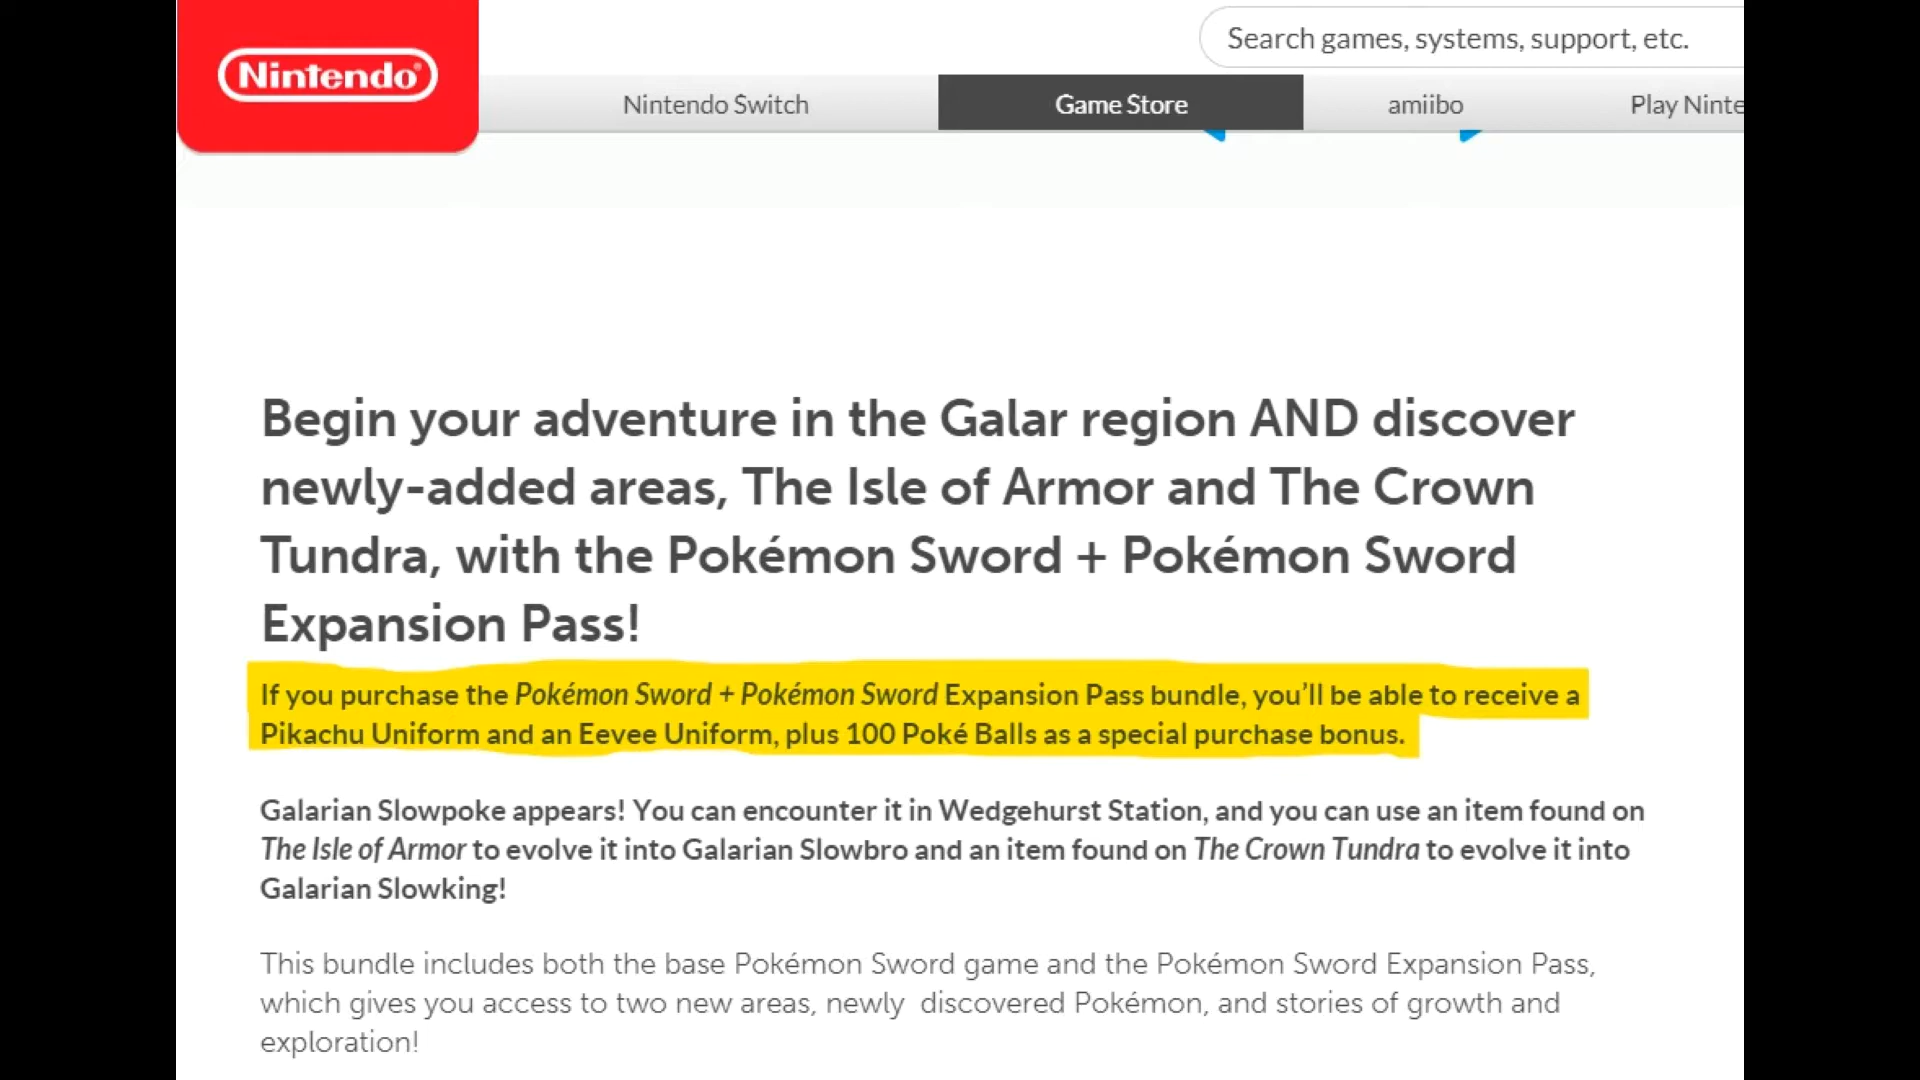 Nintendo
Search games, systems, support, etc.
Nintendo Switch
Game Store
amiibo
Play Ninte
Begin your adventure in the Galar region AND discover
newly-added areas, The Isle of Armor and The Crown
Tundra, with the Pokémon Sword + Pokémon Sword
Expansion Pass!
If you purchase the Pokémon Sword + Pokémon Sword Expansion Pass bundle, you’ll be able to receive a
Pikachu Uniform and an Eevee Uniform, plus 100 Poké Balls as a special purchase bonus.
Galarian Slowpoke appears! You can encounter it in Wedgehurst Station, and you can use an item found on
The Isle of Armor to evolve it into Galarian Slowbro and an item found on The Crown Tundra to evolve it into
Galarian Slowking!
This bundle includes both the base Pokémon Sword game and the Pokémon Sword Expansion Pass,
which gives you access to two new areas, newly  discovered Pokémon, and stories of growth and
exploration!